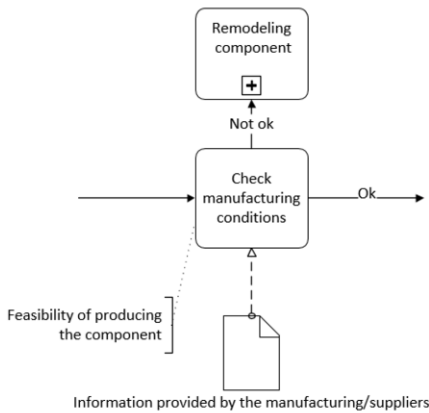 Remodeling
component
Not ok
Check
manufacturing
conditions
Ok
Feasibility of producing
the component
Information provided by the manufacturing/suppliers